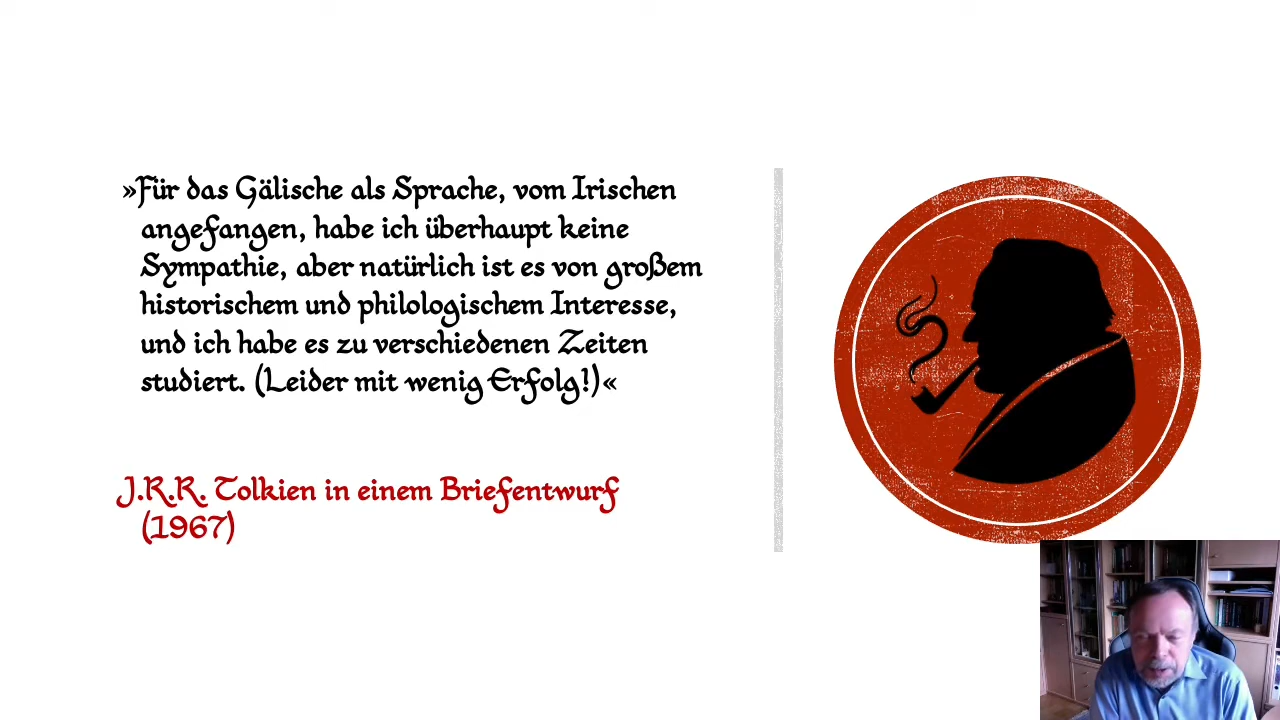 »Für das Gälische als Sprache, vom Irischen
angefangen, habe ich überhaupt keine
Sympathie, aber natürlich ist es von großem
historischem und philologischem Interesse,
und ich habe es zu verschiedenen Zeiten
studiert. (Leider mit wenig Erfolg!)«
J.R.R. Tolkien in einem Briefentwurf
(1967)